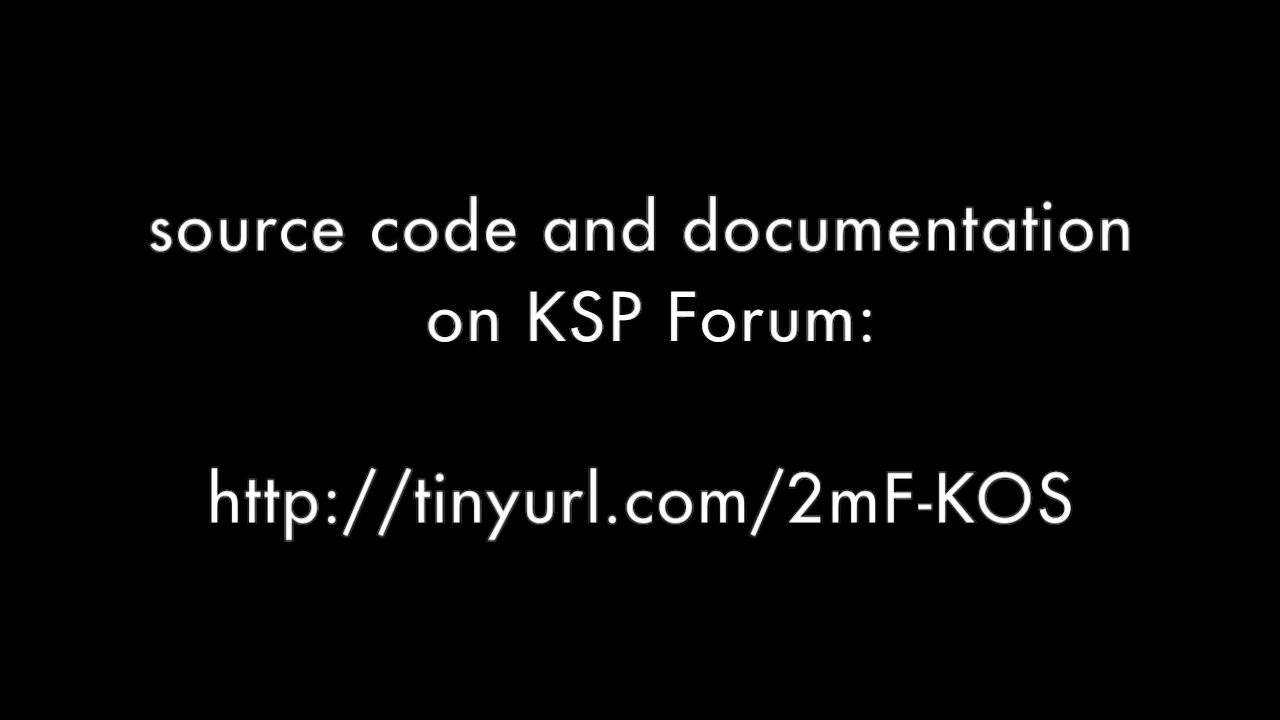 source code and documentation
on KSP Forum:
http://tinyurl.com/2mF-KOS